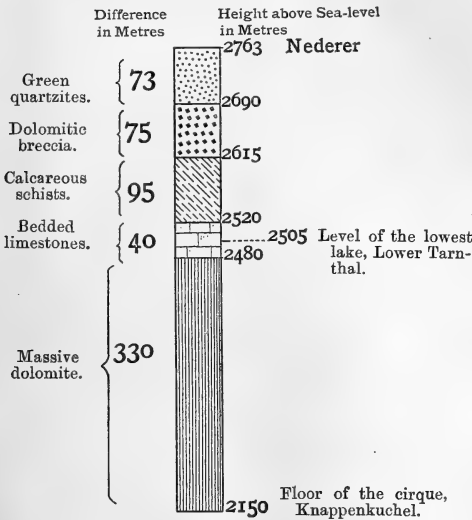 Difference
in Metres
Height above Sea-level
in Metres
2763 Nederer
Green
quartzites.
73
2690
Dolomitic
breccia.
75
2615
Calcareous
schists.
95
2520
Bedded
limestones.
40
2505 Level of the lowest
lake, Lower Tarn-
thal.
2480
Massive
dolomite.
330
2150
Floor of the cirque,
Knappenkuchel.